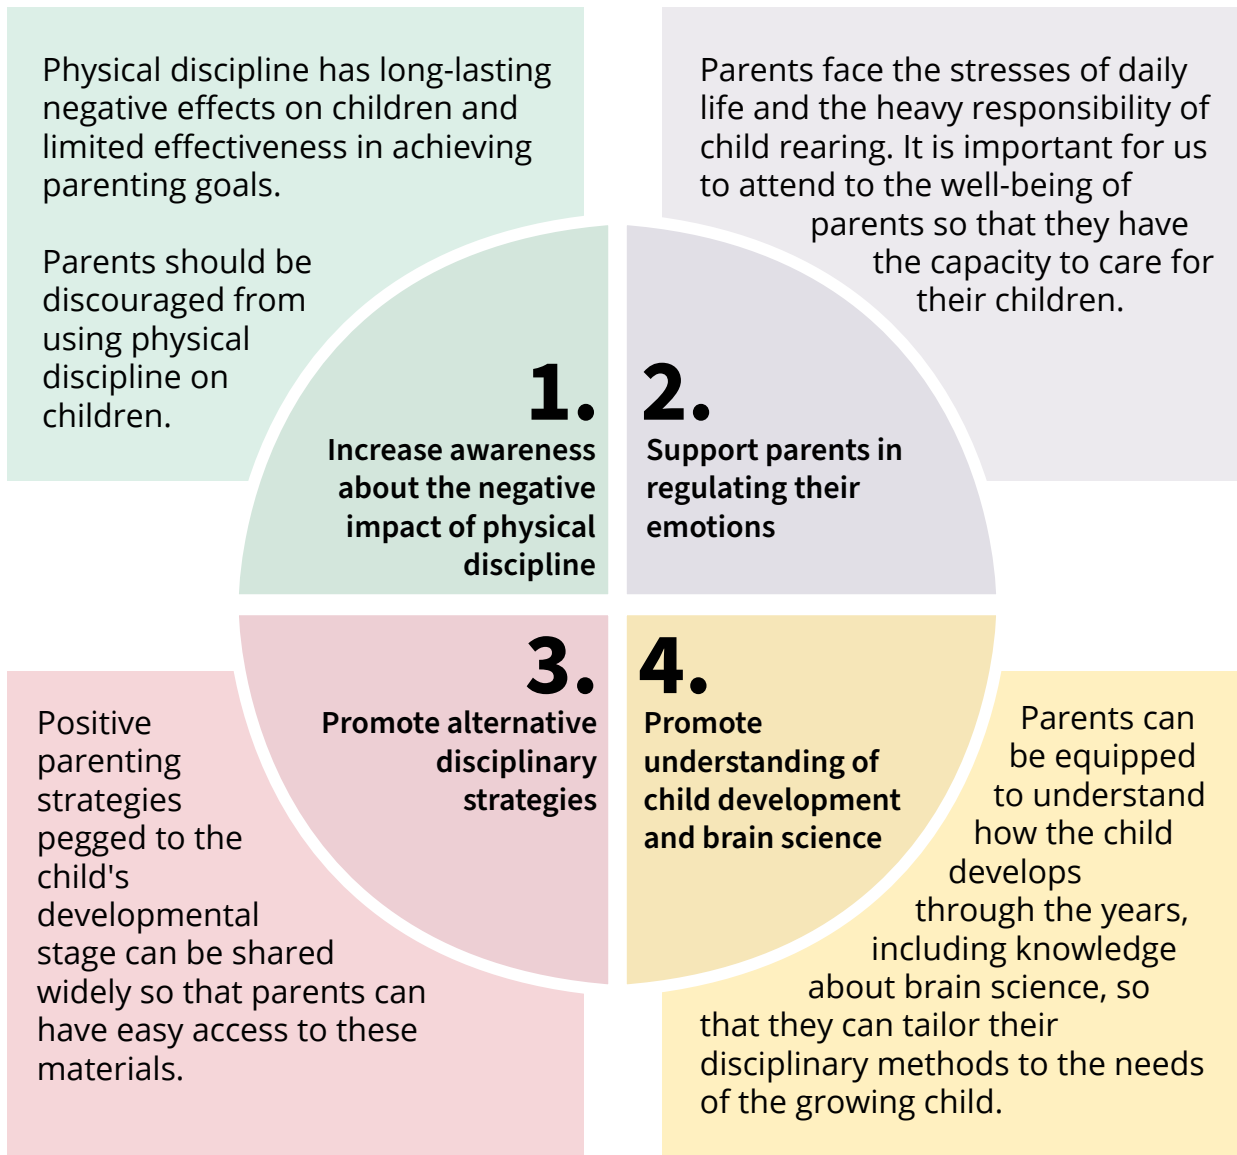 Physical discipline has long-lasting
negative effects on children and
limited effectiveness in achieving
parenting goals.
Parents should be
discouraged from
using physical
discipline on
children.
1.
Increase awareness
about the negative
impact of physical
discipline
Parents face the stresses of daily
life and the heavy responsibility of
child rearing. It is important for us
to attend to the well-being of
parents so that they have
the capacity to care for
their children.
2.
Support parents in
regulating their
emotions
3.
Promote alternative
disciplinary
strategies
Positive
parenting
strategies
pegged to the
child's
developmental
stage can be shared
widely so that parents can
have easy access to these
materials.
4.
Promote
understanding of
child development
and brain science
Parents can
be equipped
to understand
how the child
develops
through the years,
including knowledge
about brain science, so
that they can tailor their
disciplinary methods to the needs
of the growing child.